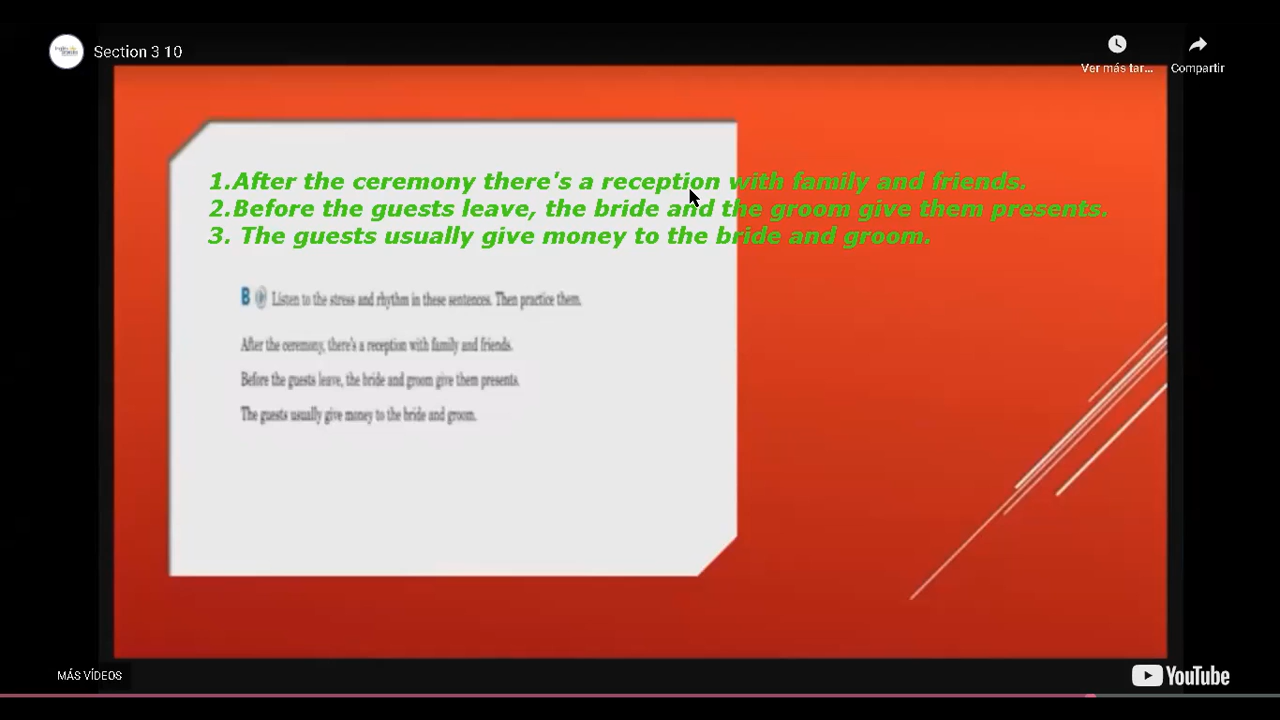 Section 3 10
Ver más tar...
Compartir
1.After the ceremony there's a reception with family and friends.
2.Before the guests leave, the bride and the groom give them presents.
3. The guests usually give money to the bride and groom.
B Listen to the stress and rhythm in these sentences. Then practice them.
After the ceremony, there's a reception with family and friends.
Before the guests leave, the bride and groom give them presents.
The guests usually give money to the bride and groom.
MÁS VÍDEOS
YouTube